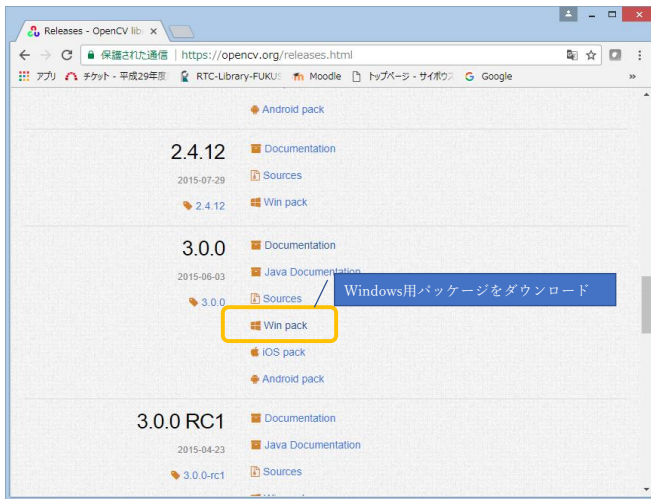 Releases - OpenCV lib
保護された通信 | https://opencv.org/releases.html
アプリ チケット - 平成29年度 RTC-Library-FUKUS Moodle トップページ - サイボウズ Google »
Android pack
2.4.12
Documentation
2015-07-29
Sources
2.4.12
Win pack
3.0.0
Documentation
2015-06-03
Java Documentation
Windows用パッケージをダウンロード
3.0.0
Sources
Win pack
iOS pack
Android pack
3.0.0 RC1
Documentation
2015-04-23
Java Documentation
3.0.0-rc1
Sources